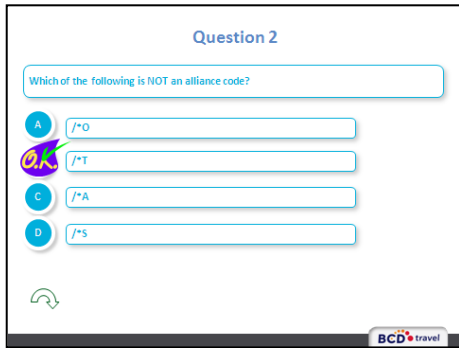 Question 2
Which of the following is NOT an alliance code?
A
/*O
O.K.
/*T
C
/*A
D
/*S
BCD travel